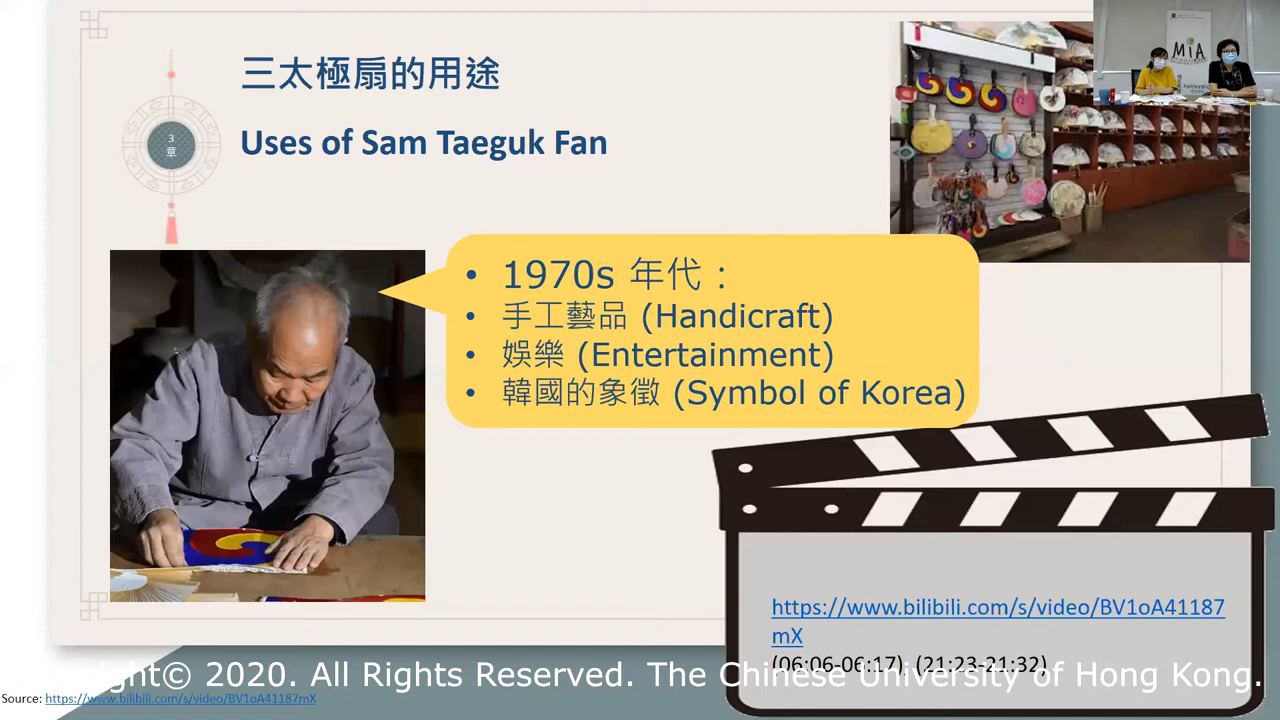 三太極扇的用途
3
章
Uses of Sam Taeguk Fan
MiA
Partnership
• 1970s 年代：
• 手工藝品 (Handicraft)
• 娛樂 (Entertainment)
• 韓國的象徵 (Symbol of Korea)
https://www.bilibili.com/s/video/BV1oA41187
mX
(06:06-06:17), (21:23-21:32)
right© 2020. All Rights Reserved. The Chinese University of Hong Kong.
Source: https://www.bilibili.com/s/video/BV1oA41187mX